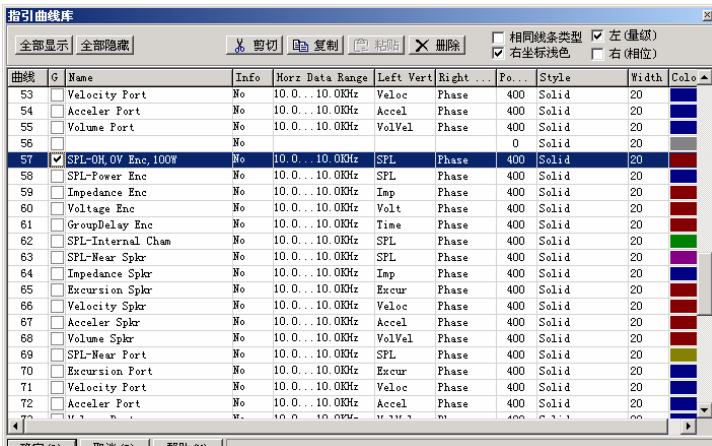 指引曲线库
全部显示 全部隐藏 剪切 复制 粘贴 删除 相同线条类型 左(量级)
右坐标浅色 右(相位)
曲线 G Name Info Horz Data Range Left Vert Right ... Po... Style Width Colo
53 Velocity Port No 10.0...10.0KHz Veloc Phase 400 Solid 20
54 Acceler Port No 10.0...10.0KHz Accel Phase 400 Solid 20
55 Volume Port No 10.0...10.0KHz VolVel Phase 400 Solid 20
56 No 0 Solid 20
57 SPL-0H,0V Enc,100W No 10.0...10.0KHz SPL Phase 400 Solid 20
58 SPL-Power Enc No 10.0...10.0KHz SPL Phase 400 Solid 20
59 Impedance Enc No 10.0...10.0KHz Imp Phase 400 Solid 20
60 Voltage Enc No 10.0...10.0KHz Volt Phase 400 Solid 20
61 GroupDelay Enc No 10.0...10.0KHz Time Phase 400 Solid 20
62 SPL-Internal Cham No 10.0...10.0KHz SPL Phase 400 Solid 20
63 SPL-Near Spkr No 10.0...10.0KHz SPL Phase 400 Solid 20
64 Impedance Spkr No 10.0...10.0KHz Imp Phase 400 Solid 20
65 Excursion Spkr No 10.0...10.0KHz Excur Phase 400 Solid 20
66 Velocity Spkr No 10.0...10.0KHz Veloc Phase 400 Solid 20
67 Acceler Spkr No 10.0...10.0KHz Accel Phase 400 Solid 20
68 Volume Spkr No 10.0...10.0KHz VolVel Phase 400 Solid 20
69 SPL-Near Port No 10.0...10.0KHz SPL Phase 400 Solid 20
70 Excursion Port No 10.0...10.0KHz Excur Phase 400 Solid 20
71 Velocity Port No 10.0...10.0KHz Veloc Phase 400 Solid 20
72 Acceler Port No 10.0...10.0KHz Accel Phase 400 Solid 20